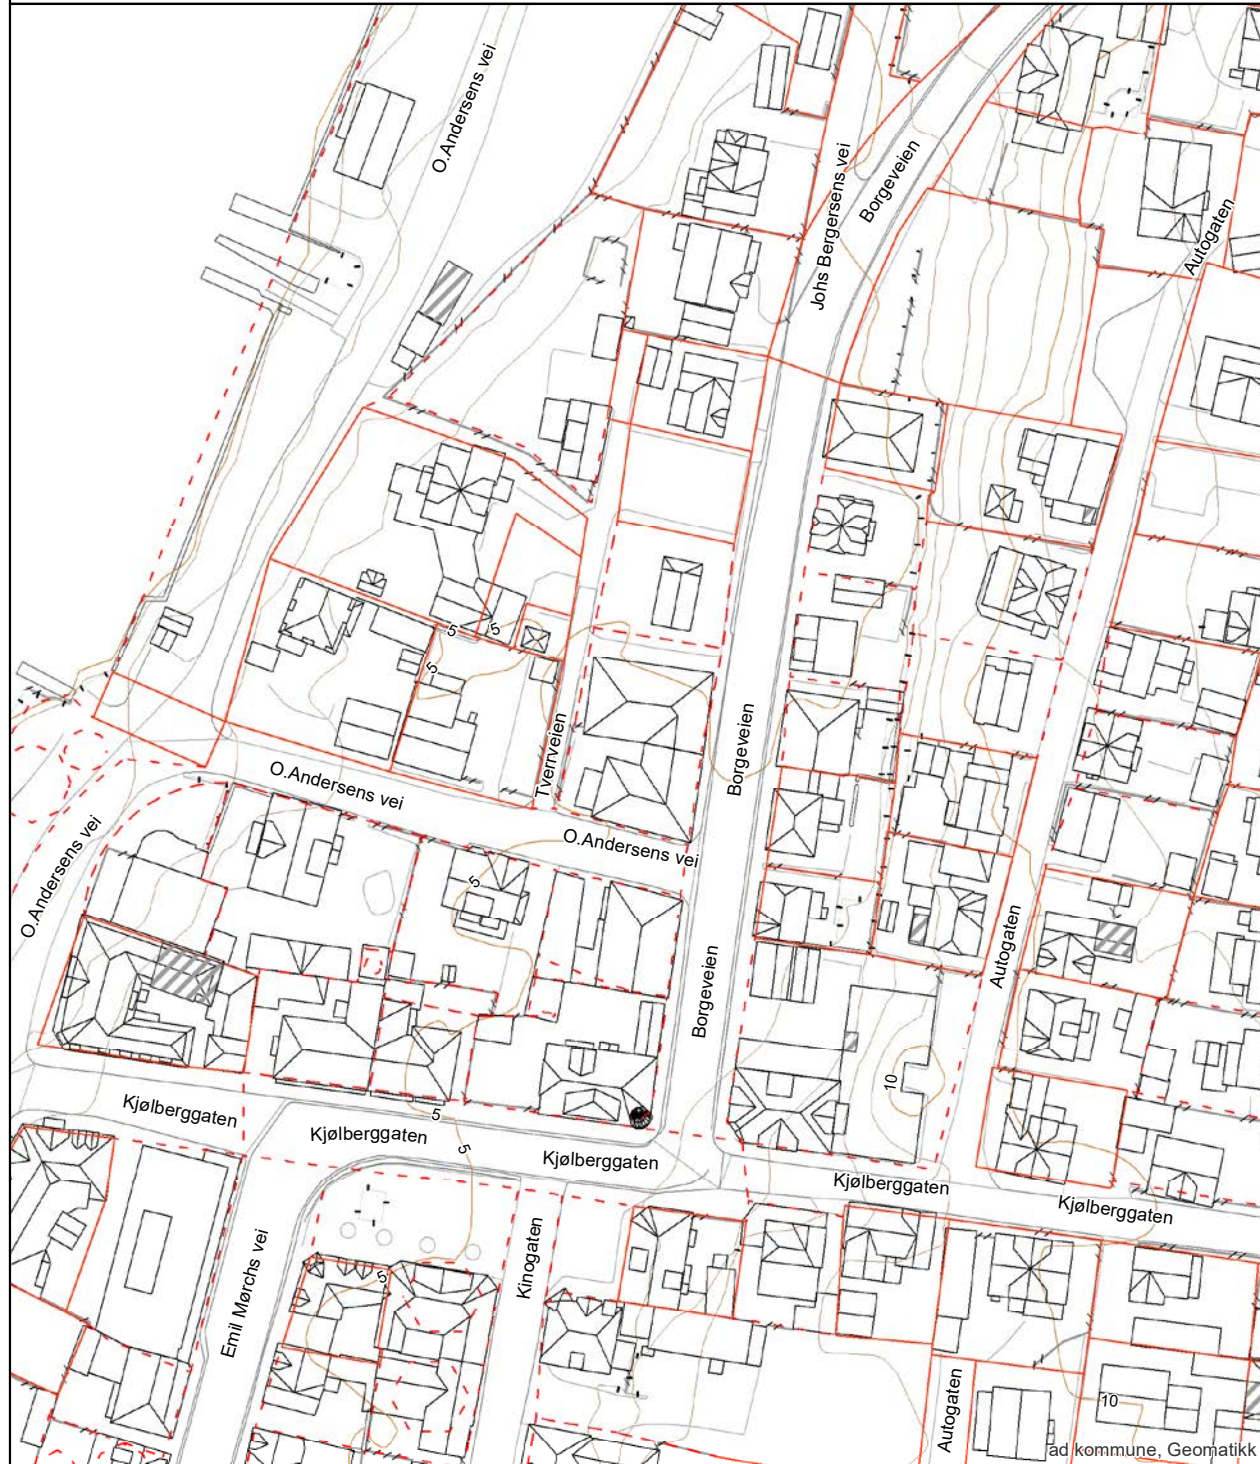 O.Andersens vei
Johs Bergersens vei
Borgeveien
Autogaten
5
5
5
Tverrveien
Borgeveien
O.Andersens vei
O.Andersens vei
O.Andersens vei
5
Borgeveien
Autogaten
10
Kjølberggaten
Kjølberggaten
5
5
Kjølberggaten
Kjølberggaten
Kjølberggaten
Emil Mørchs vei
Kinogaten
5
Autogaten
10
ad kommune, Geomatikk